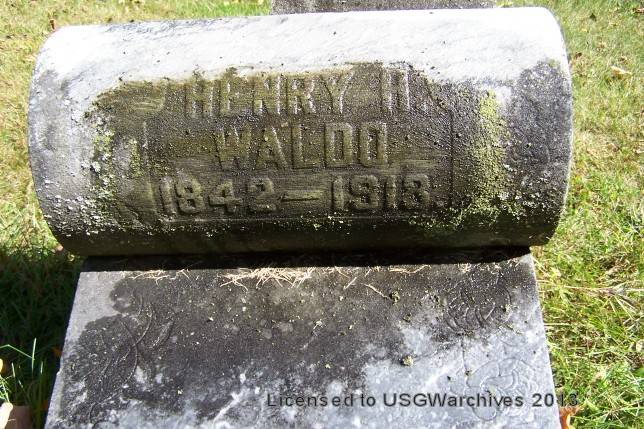 HENRY H.
WALDO
1842–1918.
Licensed to USGWarchives 2013